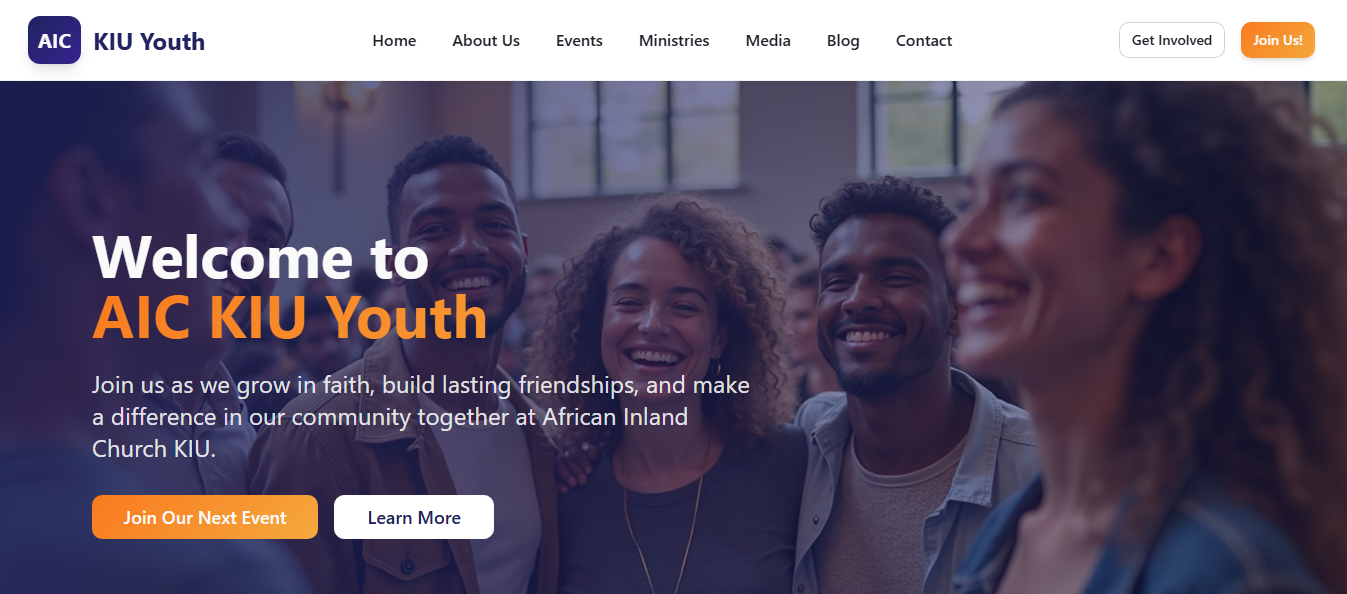 AIC
KIU Youth
Home
About Us
Events
Ministries
Media
Blog
Contact
Get Involved
Join Us!
Welcome to
AIC KIU Youth
Join us as we grow in faith, build lasting friendships, and make
a difference in our community together at African Inland
Church KIU.
Join Our Next Event
Learn More